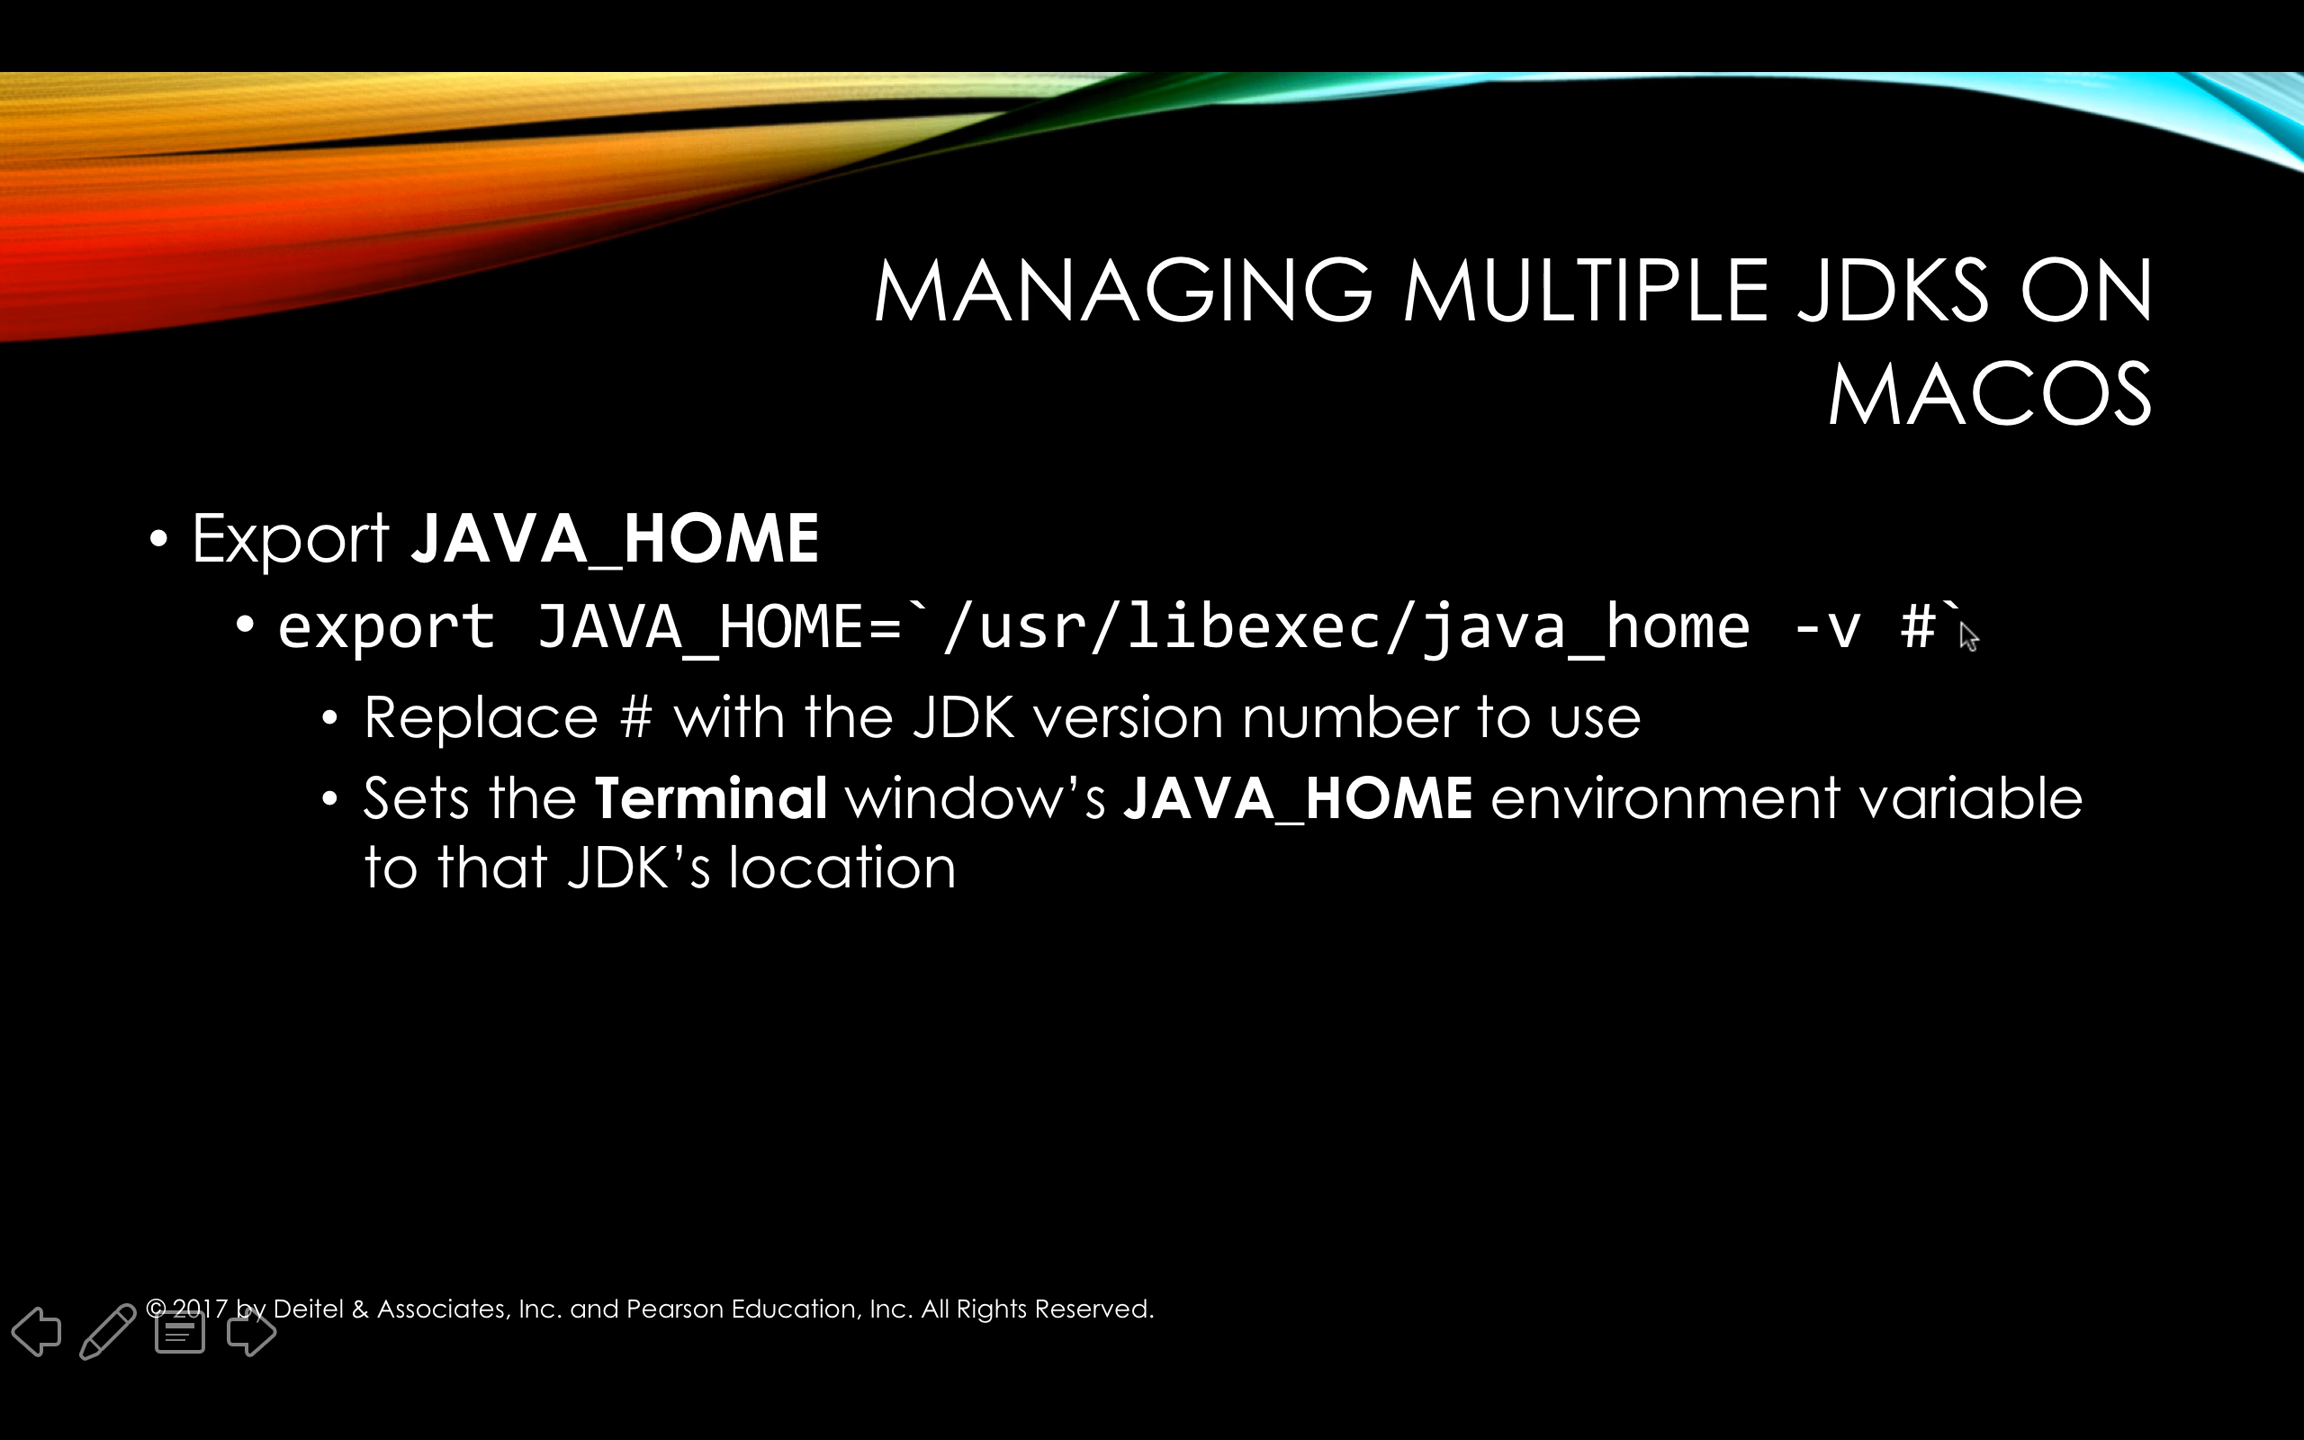 MANAGING MULTIPLE JDKS ON
MACOS
• Export JAVA_HOME
• export JAVA_HOME=`/usr/libexec/java_home -v #`
• Replace # with the JDK version number to use
• Sets the Terminal window’s JAVA_HOME environment variable
to that JDK’s location
© 2017 by Deitel & Associates, Inc. and Pearson Education, Inc. All Rights Reserved.